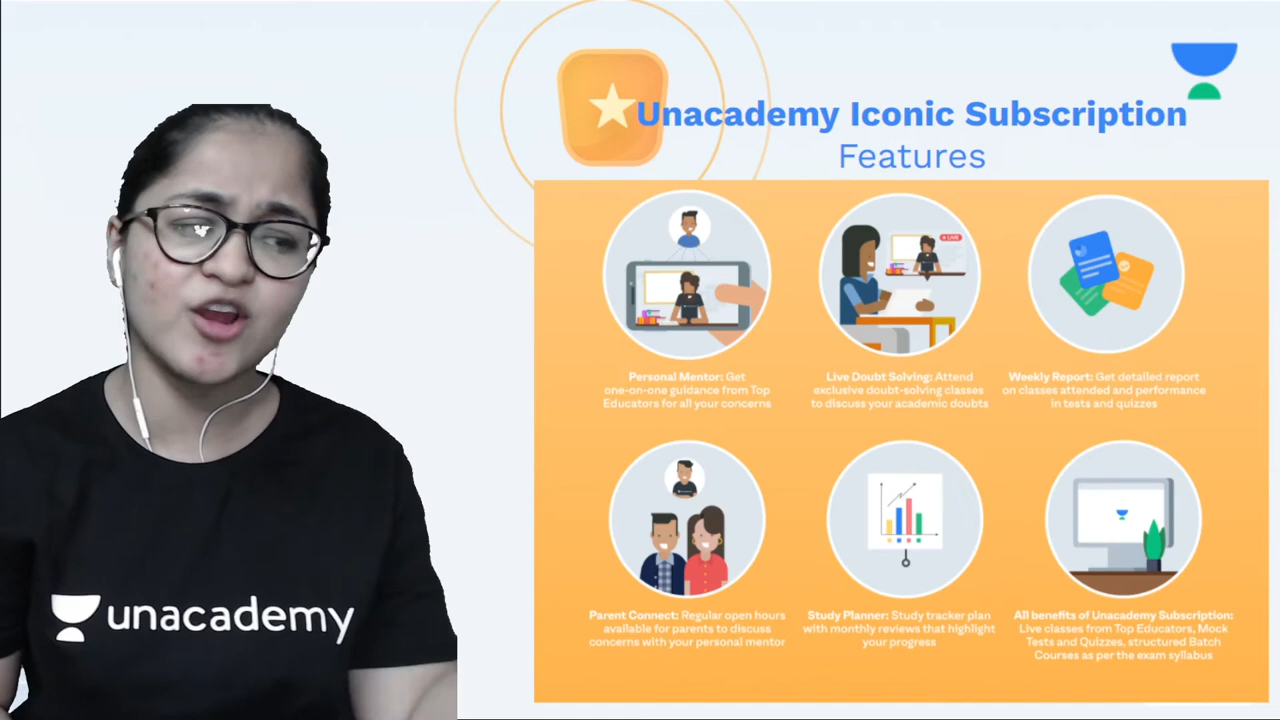 Unacademy Iconic Subscription
Features
LIVE
Personal Mentor: Get
one-on-one guidance from Top
Educators for all your concerns
Live Doubt Solving: Attend
exclusive doubt-solving classes
to discuss your academic doubts
Weekly Report: Get detailed report
on classes attended and performance
in tests and quizzes
Parent Connect: Regular open hours
available for parents to discuss
concerns with your personal mentor
Study Planner: Study tracker plan
with monthly reviews that highlight
your progress
All benefits of Unacademy Subscription:
Live classes from Top Educators, Mock
Tests and Quizzes, structured Batch
Courses as per the exam syllabus
unacademy